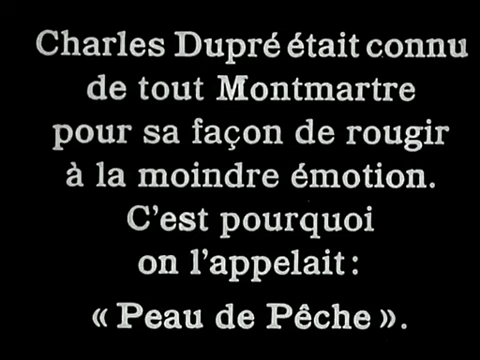 Charles Dupré était connu
de tout Montmartre
pour sa façon de rougir
à la moindre émotion.
C'est pourquoi
on l'appelait :
« Peau de Pêche ».